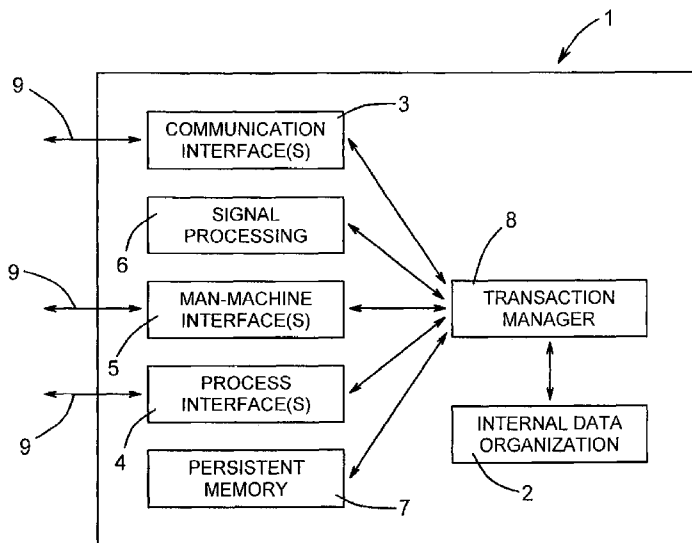 1
9
COMMUNICATION
INTERFACE(S)
3
SIGNAL
PROCESSING
6
8
9
MAN-MACHINE
INTERFACE(S)
5
TRANSACTION
MANAGER
PROCESS
INTERFACE(S)
9
4
INTERNAL DATA
ORGANIZATION
2
PERSISTENT
MEMORY
7